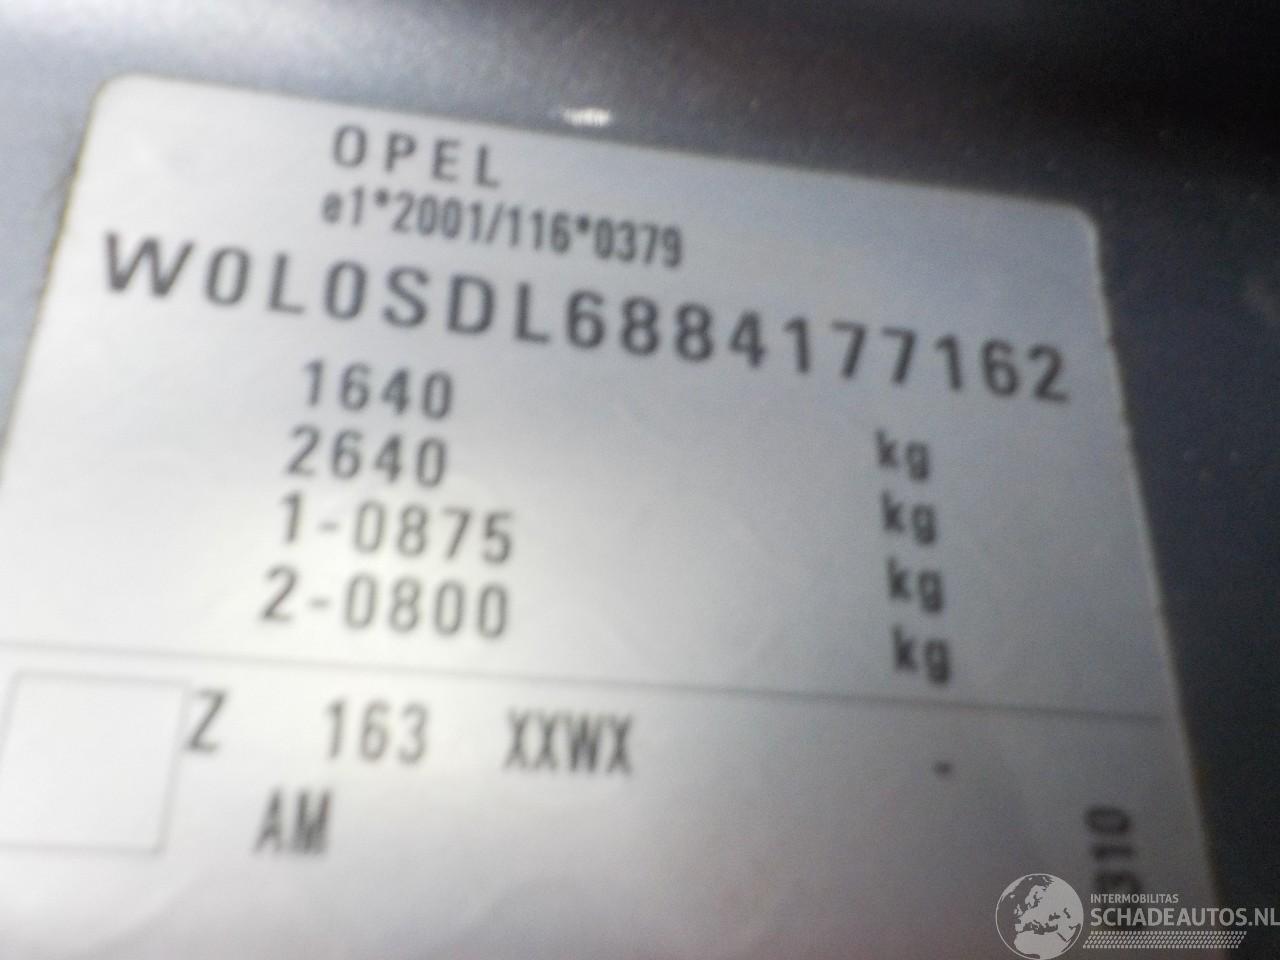 OPEL
e1*2001/116*0379
W0L0SDL6884177162
1640 kg
2640 kg
1-0875 kg
2-0800 kg
Z 163 XXWX -
AM
310
INTERMOBILITAS
SCHADEAUTOS.NL